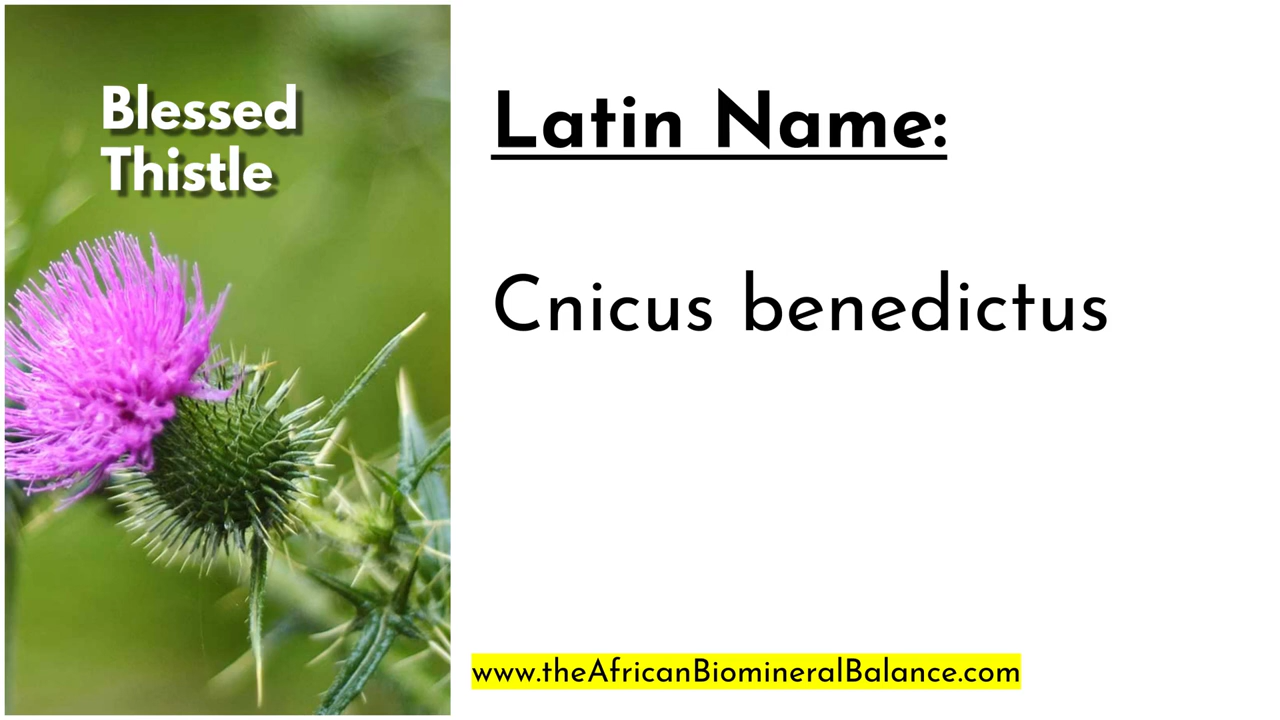 Blessed
Thistle
Latin Name:
Cnicus benedictus
www.theAfricanBiomineralBalance.com